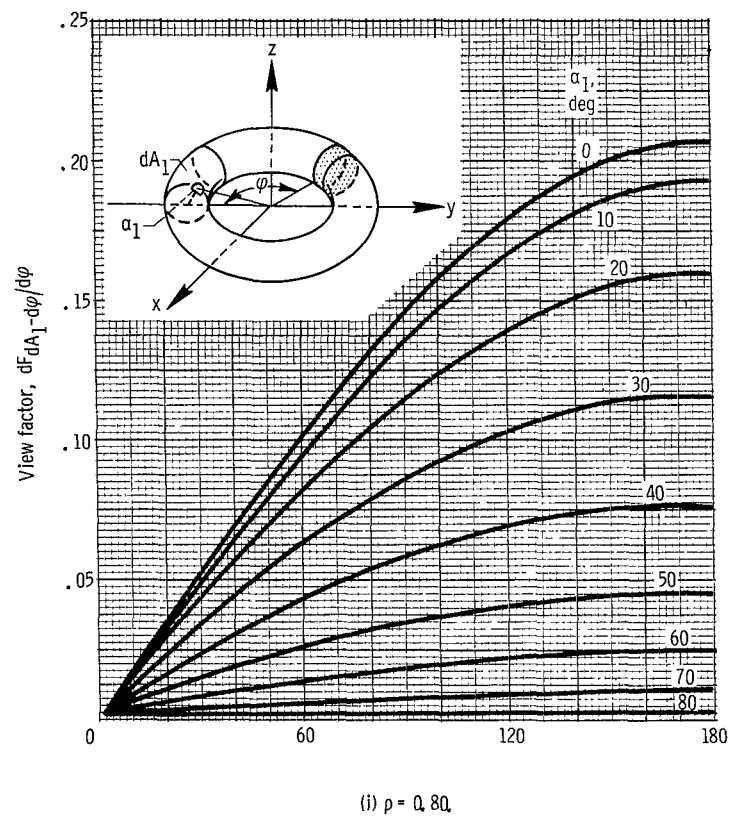 .25
z
α1,
deg
0
.20
dA1
φ
10
α1
y
20
.15
x
30
.10
40
50
.05
60
70
80
0
60
120
180
View factor, dFdA1-dφ/dφ
(i) ρ = 0.80.